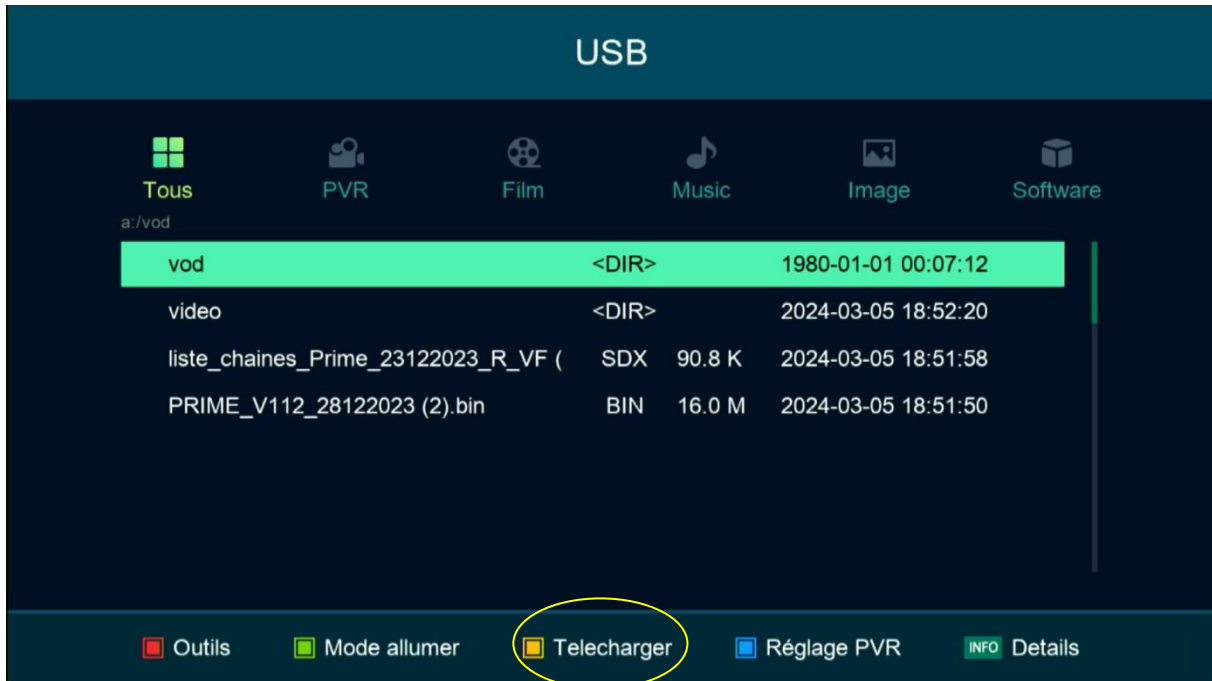 USB
Tous PVR Film Music Image Software
a:/vod
vod <DIR> 1980-01-01 00:07:12
video <DIR> 2024-03-05 18:52:20
liste_chaines_Prime_23122023_R_VF ( SDX 90.8 K 2024-03-05 18:51:58
PRIME_V112_28122023 (2).bin BIN 16.0 M 2024-03-05 18:51:50
Outils Mode allumer Telecharger Réglage PVR INFO Details